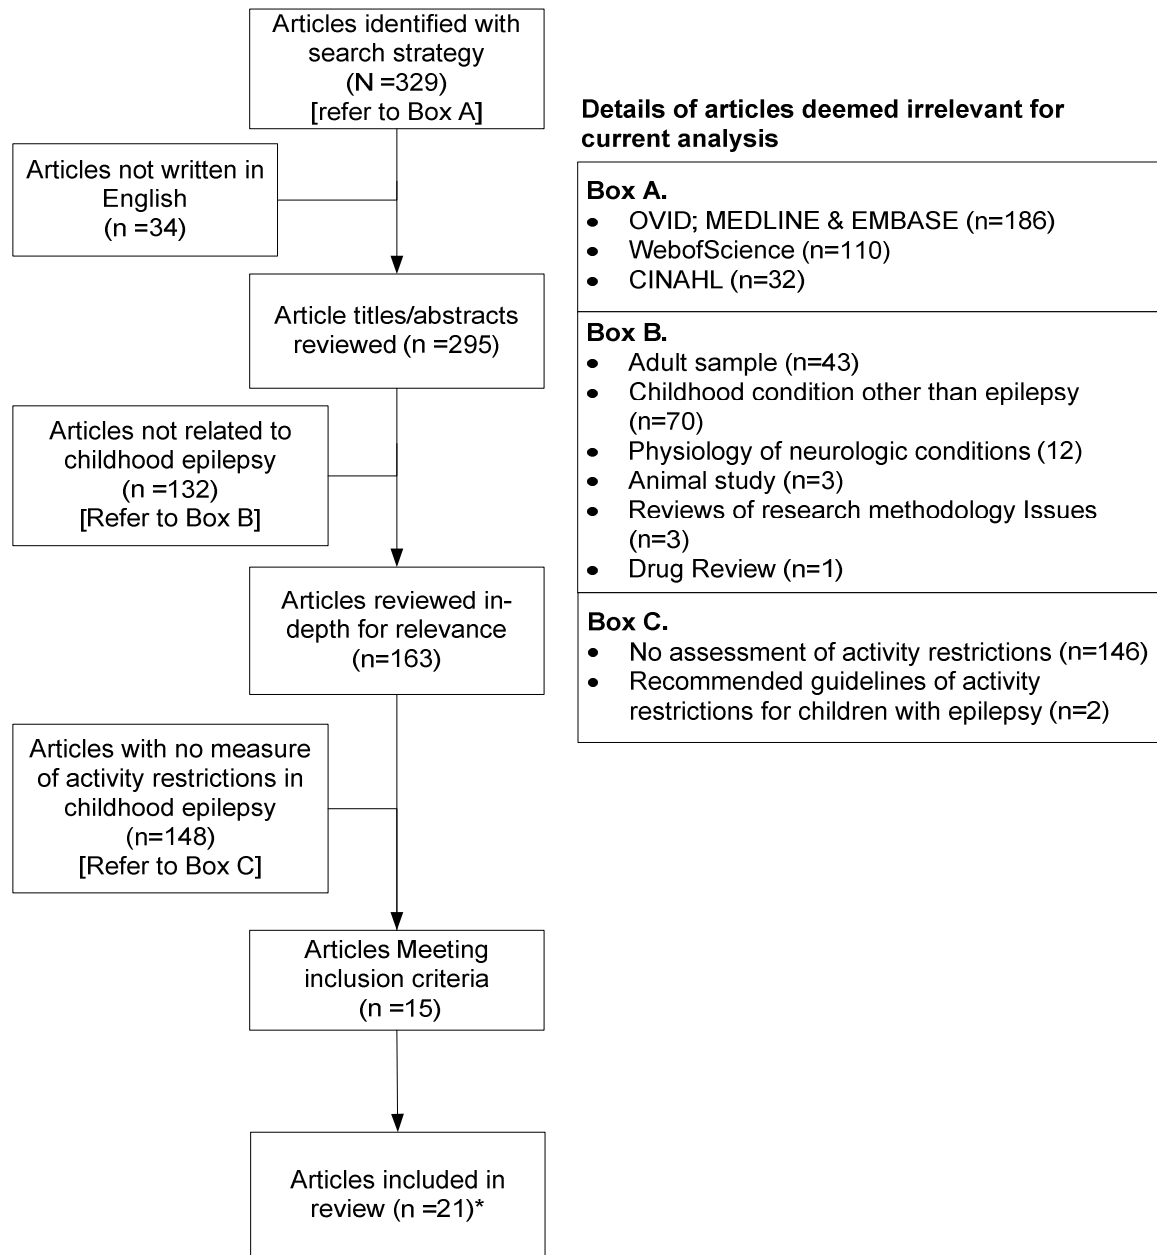 Articles identified with
search strategy
(N =329)
[refer to Box A]
Articles not written in
English
(n =34)
Article titles/abstracts
reviewed (n =295)
Articles not related to
childhood epilepsy
(n =132)
[Refer to Box B]
Articles reviewed in-
depth for relevance
(n=163)
Articles with no measure
of activity restrictions in
childhood epilepsy
(n=148)
[Refer to Box C]
Articles Meeting
inclusion criteria
(n =15)
Articles included in
review (n =21)*
Details of articles deemed irrelevant for
current analysis
Box A.
• OVID; MEDLINE & EMBASE (n=186)
• WebofScience (n=110)
• CINAHL (n=32)
Box B.
• Adult sample (n=43)
• Childhood condition other than epilepsy
(n=70)
• Physiology of neurologic conditions (12)
• Animal study (n=3)
• Reviews of research methodology Issues
(n=3)
• Drug Review (n=1)
Box C.
• No assessment of activity restrictions (n=146)
• Recommended guidelines of activity
restrictions for children with epilepsy (n=2)